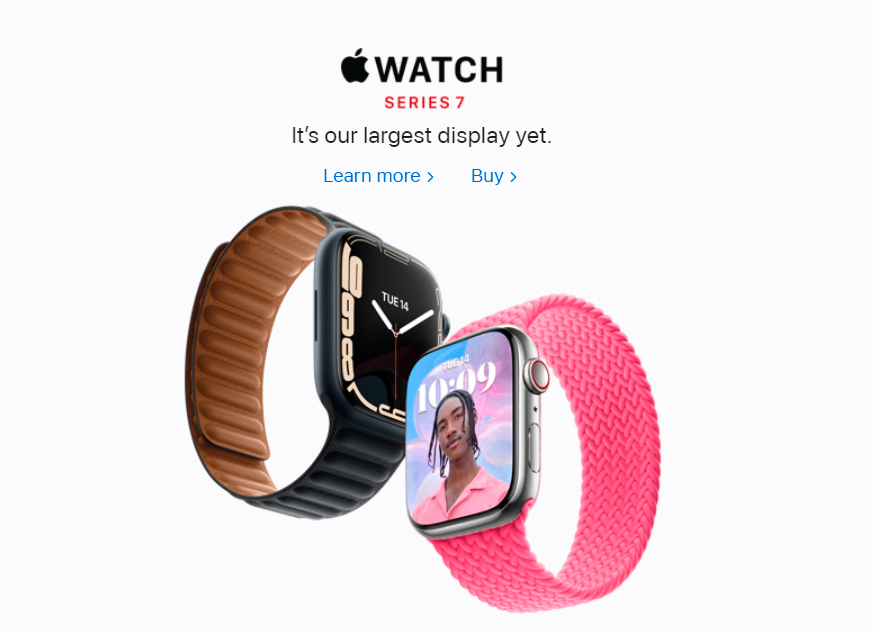 WATCH
SERIES 7
It's our largest display yet.
Learn more >
Buy >
TUE 14
TUE 14
10:09